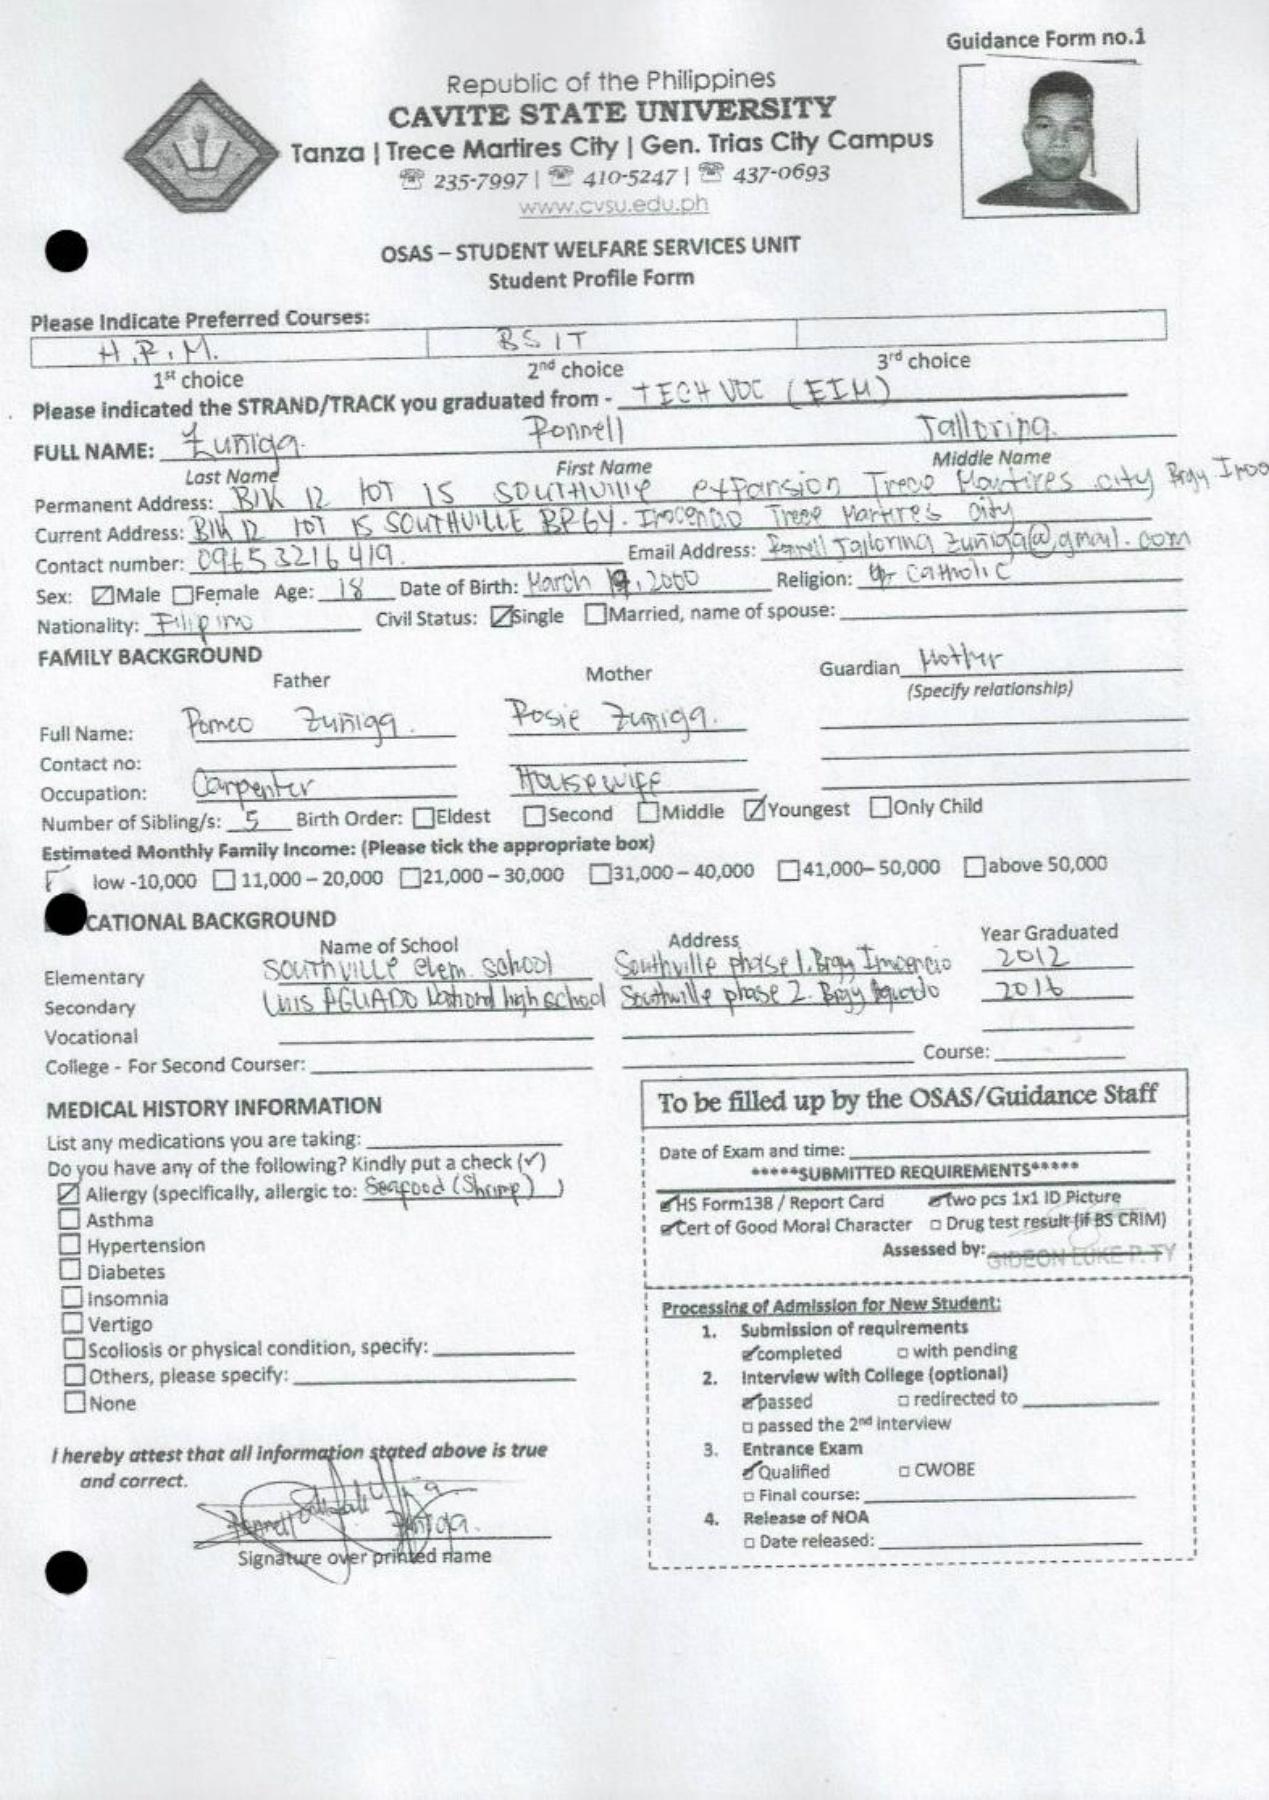 Guidance Form no.1
Republic of the Philippines
CAVITE STATE UNIVERSITY
Tanza | Trece Martires City | Gen. Trias City Campus
☎ 235-7997 | ☎ 410-5247 | ☎ 437-0693
www.cvsu.edu.ph
OSAS – STUDENT WELFARE SERVICES UNIT
Student Profile Form
Please Indicate Preferred Courses:
H.R.M. BSIT
1st choice 2nd choice 3rd choice
Please indicated the STRAND/TRACK you graduated from - TECH VOC (EIM)
FULL NAME: Zuñiga Ronnell Talloring
Last Name First Name Middle Name
Permanent Address: Blk 12 lot 15 SOUTHVILLE expansion Trece Martires city Brgy
Current Address: Blk 12 lot 15 SOUTHVILLE BRGY. Inocencio Trece Martires City
Contact number: 09653216419 Email Address: Ronnell Talloring Zuñiga@gmail.com
Sex: ☑Male ☐Female Age: 18 Date of Birth: March 2000 Religion: Catholic
Nationality: Filipino Civil Status: ☑Single ☐Married, name of spouse:
FAMILY BACKGROUND
Father Mother Guardian Mother
(Specify relationship)
Full Name: Romeo Zuñiga. Rosie Zuñiga.
Contact no:
Occupation: Carpenter Housewife
Number of Sibling/s: 5 Birth Order: ☐Eldest ☐Second ☐Middle ☑Youngest ☐Only Child
Estimated Monthly Family Income: (Please tick the appropriate box)
low -10,000 ☐ 11,000 – 20,000 ☐21,000 – 30,000 ☐31,000 – 40,000 ☐41,000– 50,000 ☐above 50,000
CATIONAL BACKGROUND
Name of School Address Year Graduated
Elementary SOUTHVILLE Elem. School Southville phase 1. Brgy Inocencio 2012
Secondary LUIS AGUADO National high school Southville phase 2. Brgy Aguado 2016
Vocational
College - For Second Courser: Course:
MEDICAL HISTORY INFORMATION
List any medications you are taking:
Do you have any of the following? Kindly put a check (✓)
☑ Allergy (specifically, allergic to: Seafood (Shrimp) )
☐ Asthma
☐ Hypertension
☐ Diabetes
☐ Insomnia
☐ Vertigo
☐ Scoliosis or physical condition, specify:
☐ Others, please specify:
☐ None
I hereby attest that all information stated above is true
and correct.
Ronnell Zuñiga.
Signature over printed name
To be filled up by the OSAS/Guidance Staff
Date of Exam and time:
*****SUBMITTED REQUIREMENTS*****
☑HS Form138 / Report Card ☑Two pcs 1x1 ID Picture
☑Cert of Good Moral Character ☐ Drug test result (if BS CRIM)
Assessed by: GIDEON LUKE P. TY
Processing of Admission for New Student:
1. Submission of requirements
☑completed ☐ with pending
2. Interview with College (optional)
☑passed ☐ redirected to
☐ passed the 2nd interview
3. Entrance Exam
☑Qualified ☐ CWOBE
☐ Final course:
4. Release of NOA
☐ Date released: